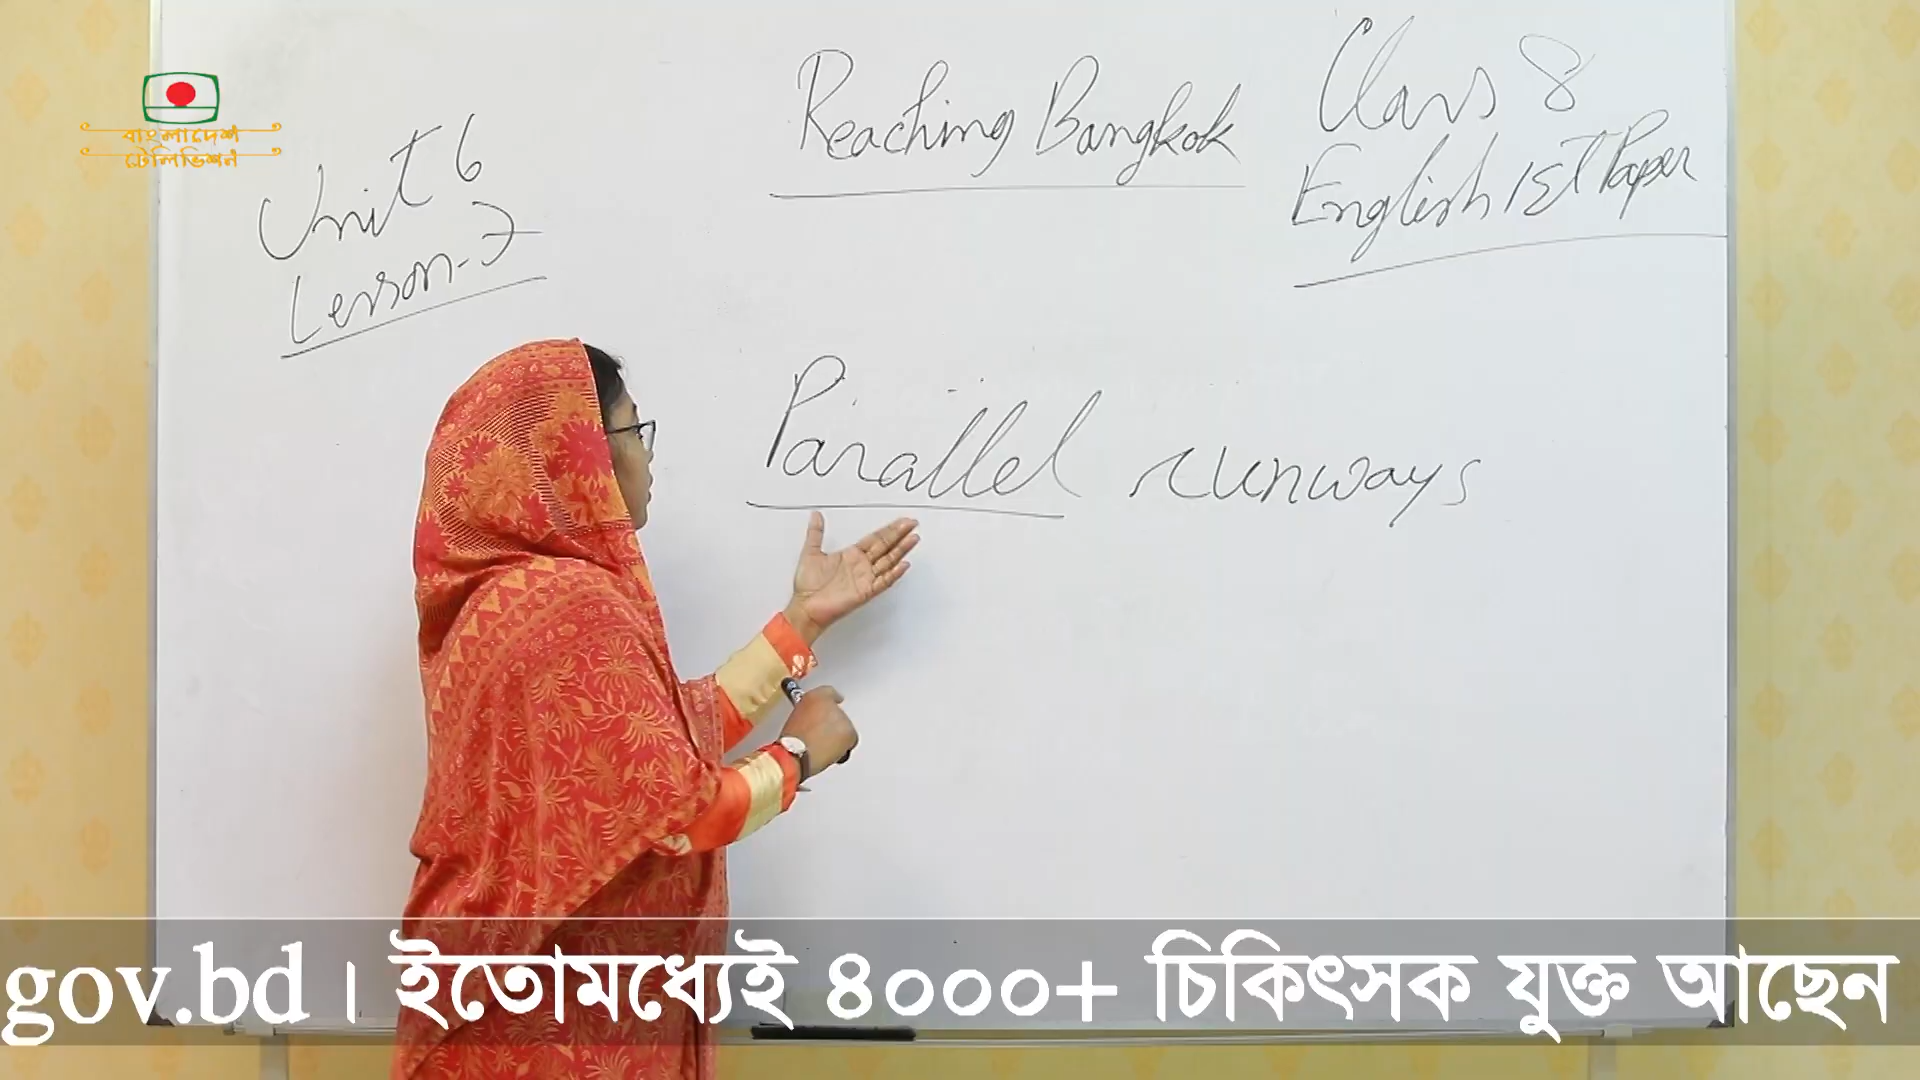 বাংলাদেশ
টেলিভিশন
Unit 6
Lesson-7
Reaching Bangkok
Class 8
English 1st Paper
Parallel runways
gov.bd । ইতোমধ্যেই ৪০০০+ চিকিৎসক যুক্ত আছেন